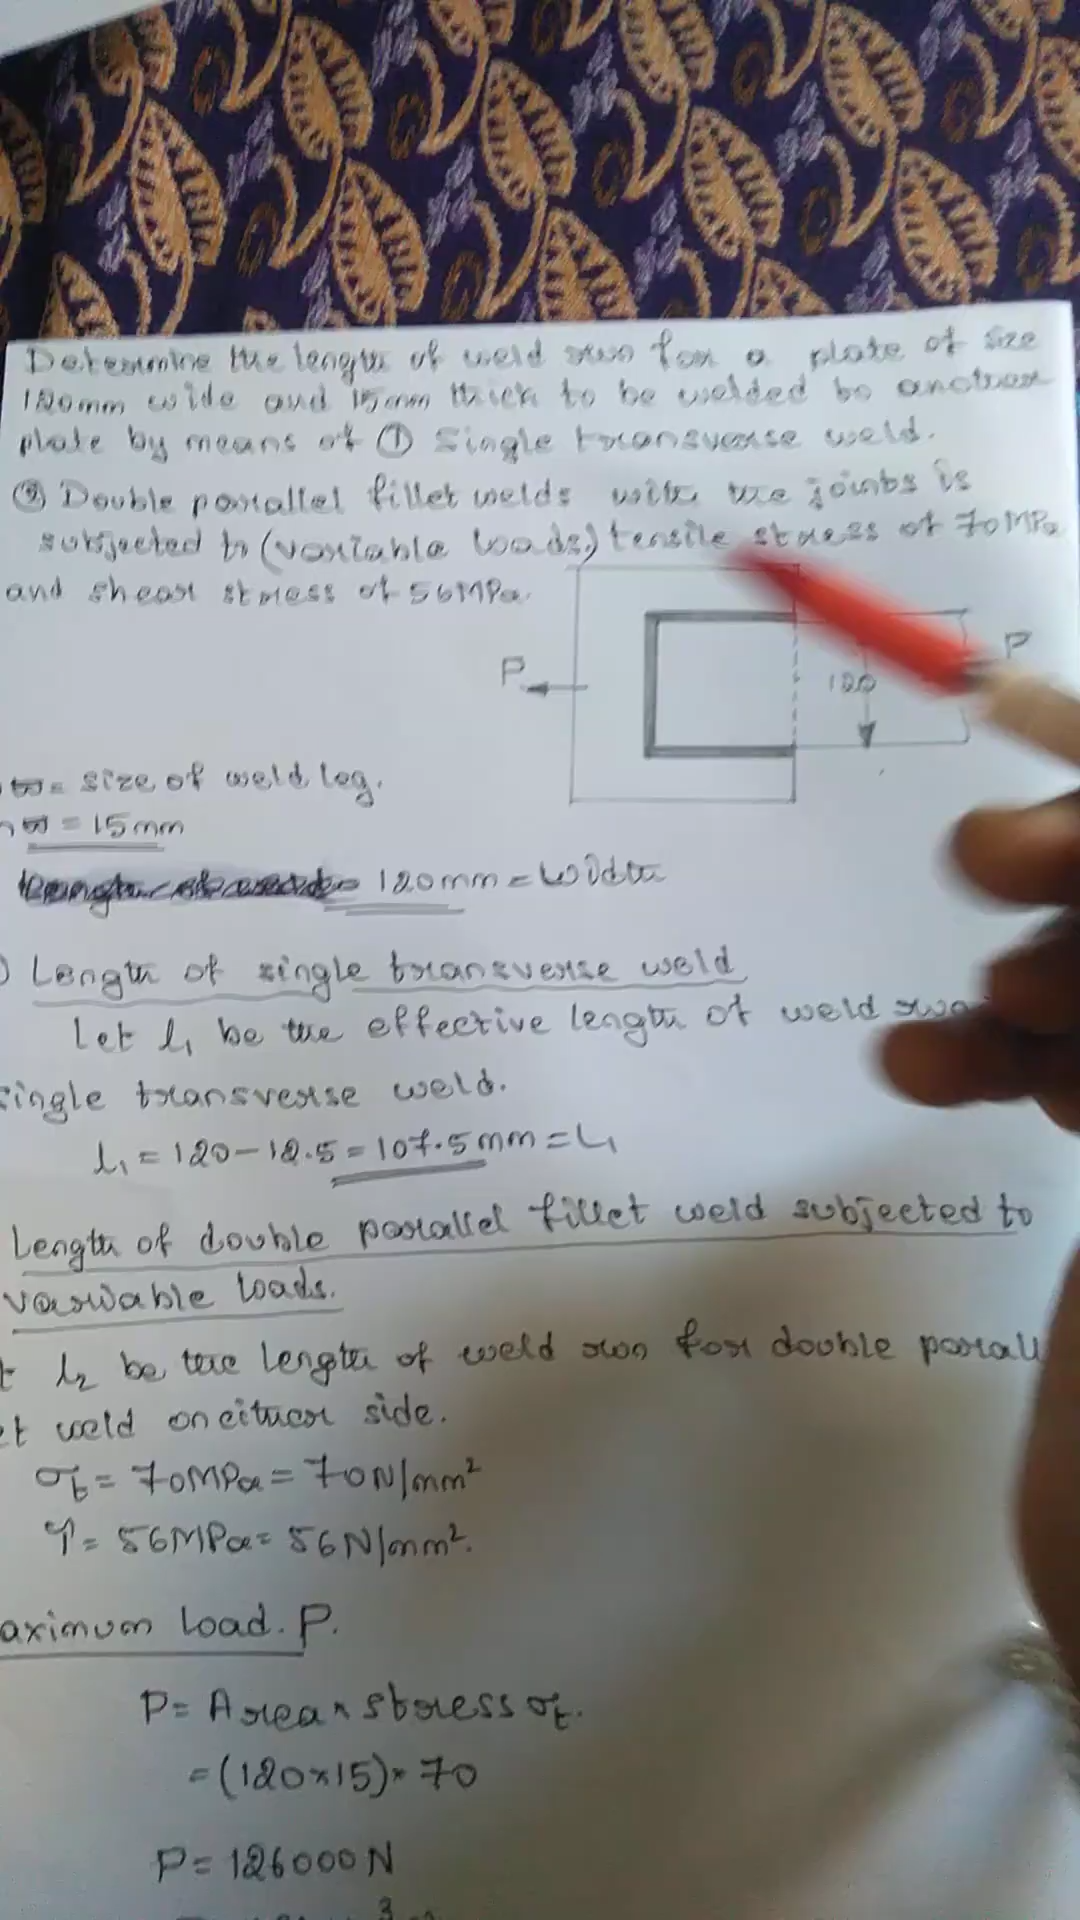 Determine the length of weld run for a plate of size
120mm wide and 15mm thick to be welded to another
plate by means of ① Single transverse weld.
② Double parallel fillet welds with the joints is
subjected to (variable loads) tensile stress of 70MPa
and shear stress of 56MPa.
P
P
120
= size of weld leg.
= 15mm
120mm = width
Length of single transverse weld
Let l1 be the effective length of weld
single transverse weld.
l1 = 120-12.5 = 107.5mm = L1
Length of double parallel fillet weld subjected to
variable loads.
l2 be the length of weld run for double parall
et weld on either side.
σt = 70MPa = 70N/mm²
τ = 56MPa = 56N/mm².
aximum load. P.
P = Area × stress σt.
= (120×15) × 70
P = 126000N
3